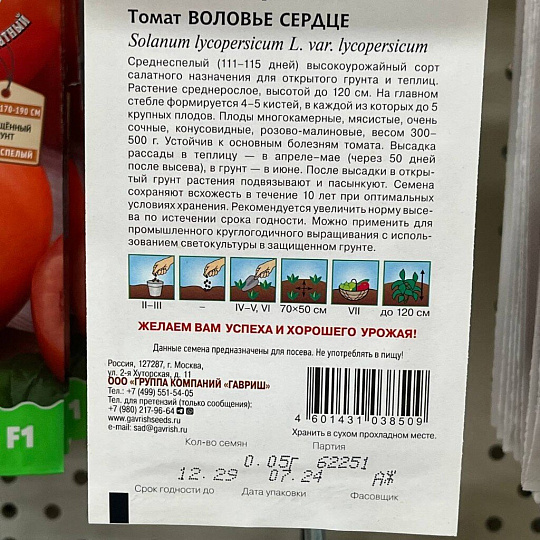 Томат ВОЛОВЬЕ СЕРДЦЕ
Solanum lycopersicum L. var. lycopersicum
Среднеспелый (111–115 дней) высокоурожайный сорт
салатного назначения для открытого грунта и теплиц.
Растение среднерослое, высотой до 120 см. На главном
стебле формируется 4–5 кистей, в каждой из которых до 5
крупных плодов. Плоды многокамерные, мясистые, очень
сочные, конусовидные, розово-малиновые, весом 300–
500 г. Устойчив к основным болезням томата. Высадка
рассады в теплицу — в апреле-мае (через 50 дней
после высева), в грунт — в июне. После высадки в откры-
тый грунт растения подвязывают и пасынкуют. Семена
сохраняют всхожесть в течение 10 лет при оптимальных
условиях хранения. Рекомендуется увеличить норму высе-
ва по истечении срока годности. Можно применить для
промышленного круглогодичного выращивания с исполь-
зованием светокультуры в защищенном грунте.
II–III – IV–V, VI 70×50 см VII до 120 см
ЖЕЛАЕМ ВАМ УСПЕХА И ХОРОШЕГО УРОЖАЯ!
Данные семена предназначены для посева. Не употреблять в пищу!
Россия, 127287, г. Москва,
ул. 2-я Хуторская, д. 11
ООО «ГРУППА КОМПАНИЙ «ГАВРИШ»
Тел.: +7 (499) 551-54-05
Тел. для претензий (только сообщения):
+7 (980) 217-96-64
www.gavrishseeds.ru
e-mail: sad@gavrish.ru
4 601431 038509
Хранить в сухом прохладном месте.
Кол-во семян Партия
0.05г 62251
12.29 07.24 АЖ
Срок годности до Дата упаковки Фасовщик
170-190 СМ
ЩЁННЫЙ
УНТ
СПЕЛЫЙ
F1